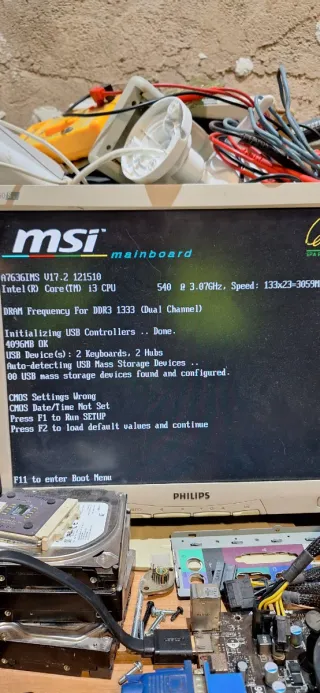 msi
mainboard
A7636IMS V17.2 121510
Intel(R) Core(TM) i3 CPU 540 @ 3.07GHz, Speed: 133x23=3059M
DRAM Frequency For DDR3 1333 (Dual Channel)
Initializing USB Controllers .. Done.
4096MB OK
USB Device(s): 2 Keyboards, 2 Hubs
Auto-detecting USB Mass Storage Devices ..
00 USB mass storage devices found and configured.
CMOS Settings Wrong
CMOS Date/Time Not Set
Press F1 to Run SETUP
Press F2 to load default values and continue
F11 to enter Boot Menu
PHILIPS